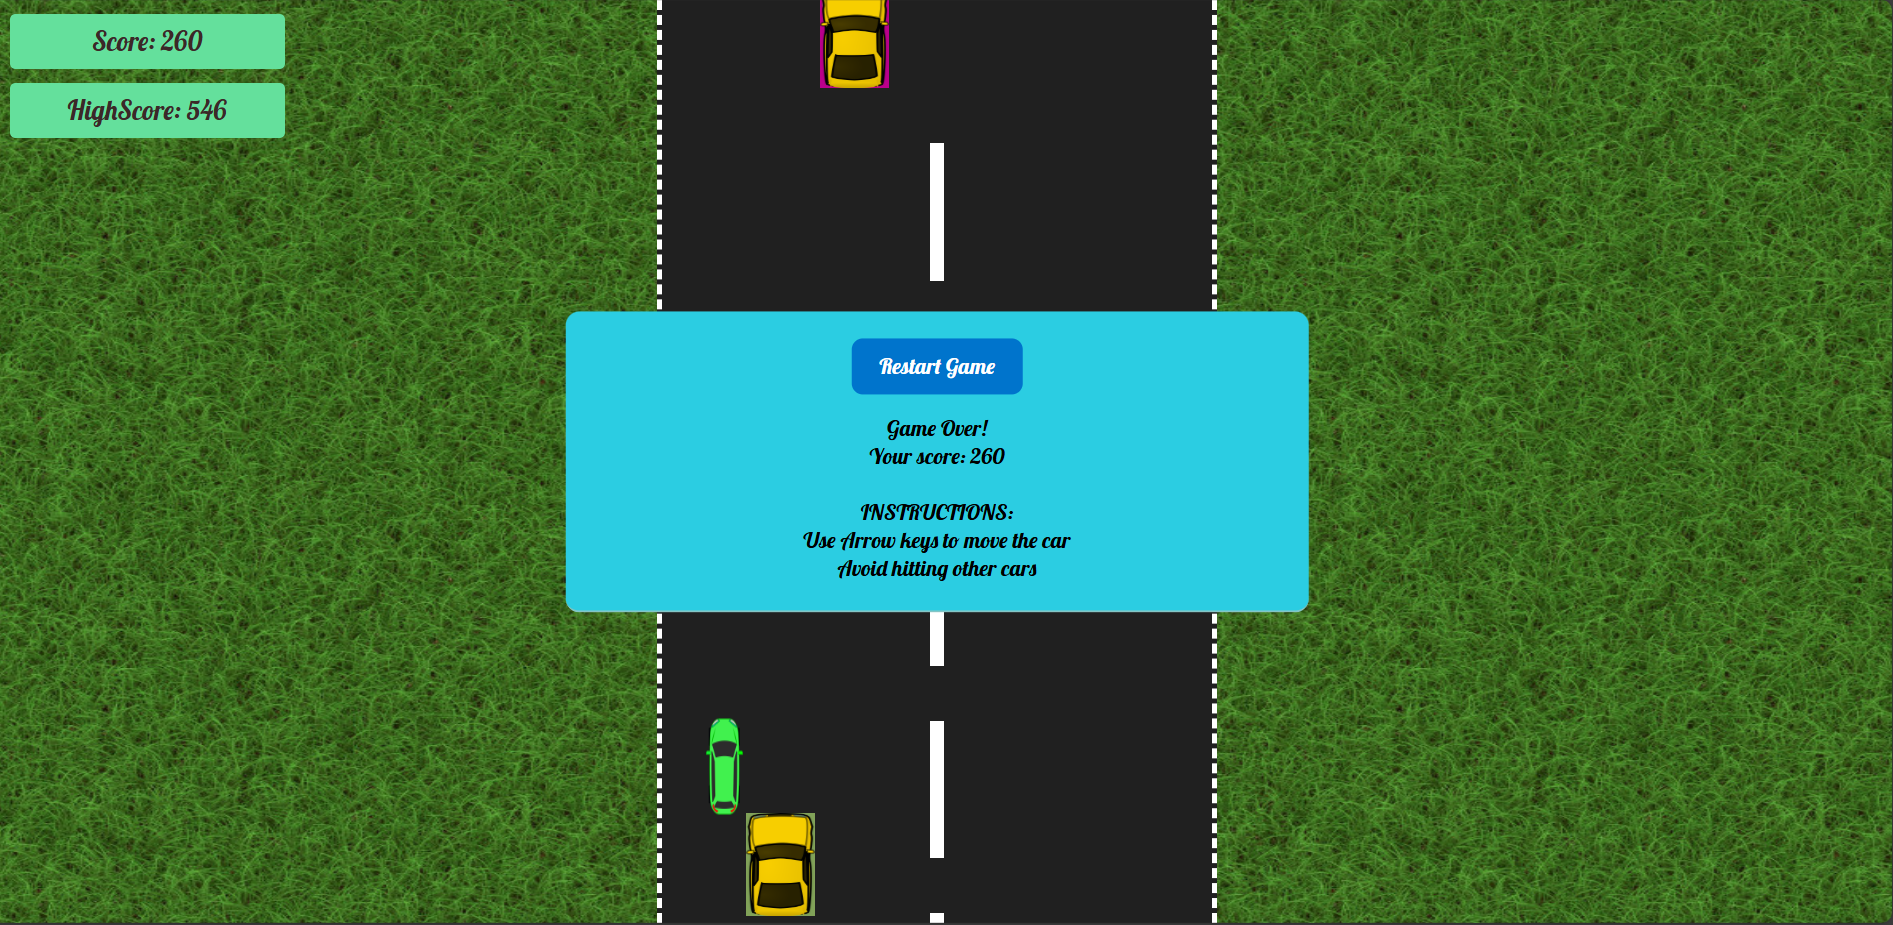 Score: 260
HighScore: 546
Restart Game
Game Over!
Your score: 260
INSTRUCTIONS:
Use Arrow keys to move the car
Avoid hitting other cars